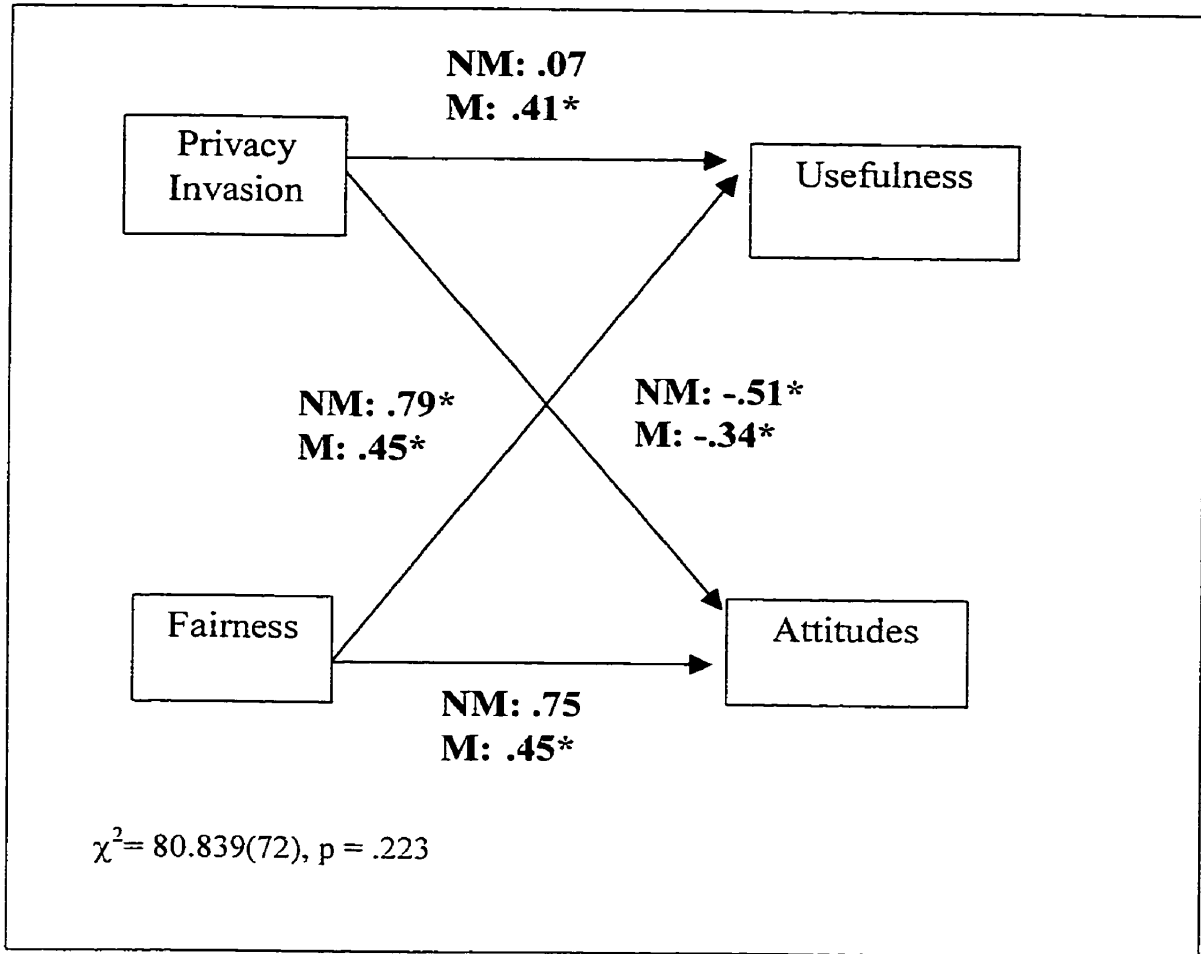 NM: .07
M: .41*
Privacy
Invasion
Usefulness
NM: .79*
M: .45*
NM: -.51*
M: -.34*
Fairness
Attitudes
NM: .75
M: .45*
χ²= 80.839(72), p = .223